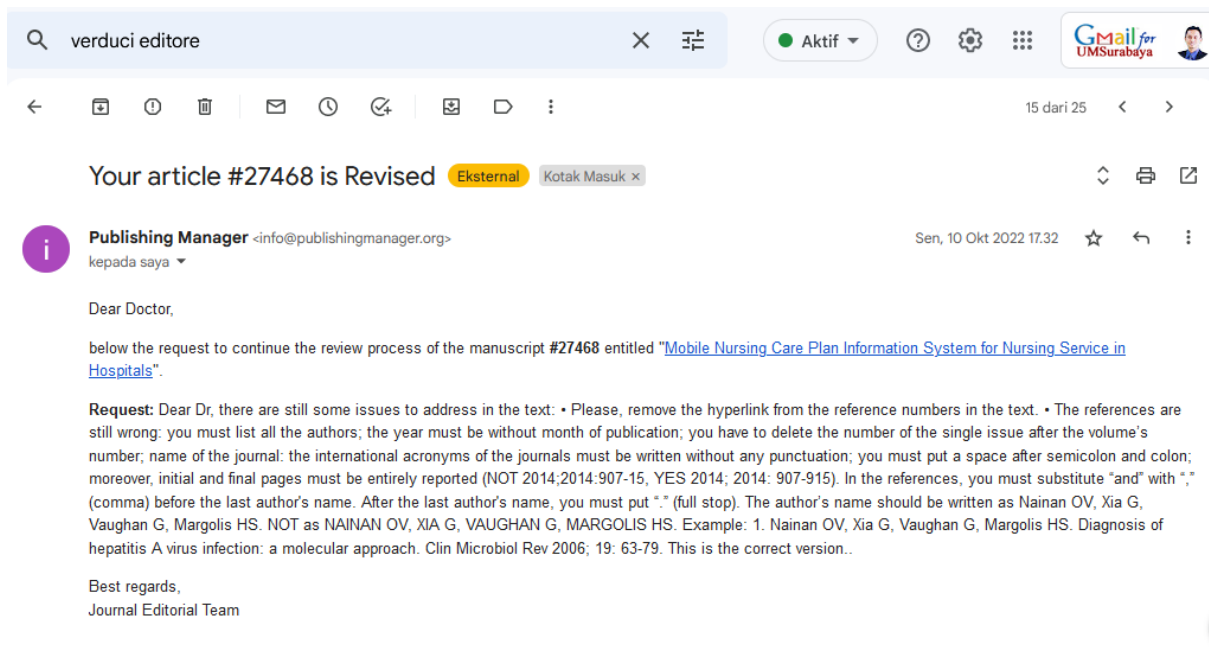 verduci editore
Aktif
Gmail for
UMSurabaya
15 dari 25
Your article #27468 is Revised Eksternal Kotak Masuk ×
i
Publishing Manager <info@publishingmanager.org>
Sen, 10 Okt 2022 17.32
kepada saya
Dear Doctor,
below the request to continue the review process of the manuscript #27468 entitled "Mobile Nursing Care Plan Information System for Nursing Service in
Hospitals".
Request: Dear Dr, there are still some issues to address in the text: • Please, remove the hyperlink from the reference numbers in the text. • The references are
still wrong: you must list all the authors; the year must be without month of publication; you have to delete the number of the single issue after the volume's
number; name of the journal: the international acronyms of the journals must be written without any punctuation; you must put a space after semicolon and colon;
moreover, initial and final pages must be entirely reported (NOT 2014;2014:907-15, YES 2014; 2014: 907-915). In the references, you must substitute “and” with “,”
(comma) before the last author's name. After the last author's name, you must put “.” (full stop). The author’s name should be written as Nainan OV, Xia G,
Vaughan G, Margolis HS. NOT as NAINAN OV, XIA G, VAUGHAN G, MARGOLIS HS. Example: 1. Nainan OV, Xia G, Vaughan G, Margolis HS. Diagnosis of
hepatitis A virus infection: a molecular approach. Clin Microbiol Rev 2006; 19: 63-79. This is the correct version..
Best regards,
Journal Editorial Team